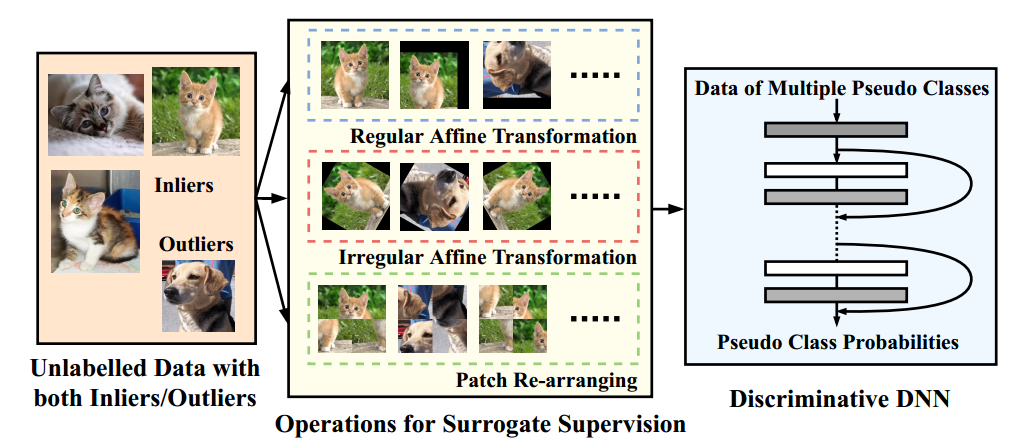 Inliers
Outliers
Unlabelled Data with
both Inliers/Outliers
Regular Affine Transformation
Irregular Affine Transformation
Patch Re-arranging
Operations for Surrogate Supervision
Data of Multiple Pseudo Classes
Pseudo Class Probabilities
Discriminative DNN